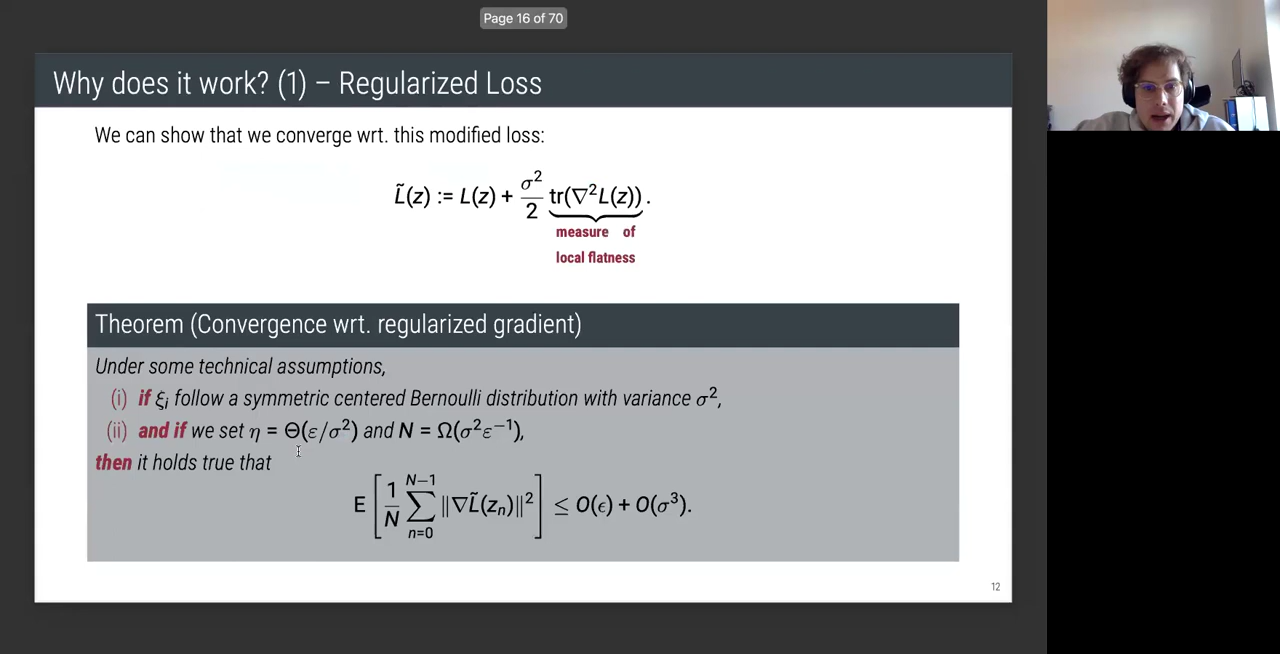 Page 16 of 70
Why does it work? (1) – Regularized Loss
We can show that we converge wrt. this modified loss:
L̃(z) := L(z) + σ²/2 tr(∇²L(z)).
measure of
local flatness
Theorem (Convergence wrt. regularized gradient)
Under some technical assumptions,
(i) if ξᵢ follow a symmetric centered Bernoulli distribution with variance σ²,
(ii) and if we set η = Θ(ε/σ²) and N = Ω(σ²ε⁻¹),
then it holds true that
E [ 1/N ∑_{n=0}^{N−1} ‖∇L̃(zₙ)‖² ] ≤ O(ϵ) + O(σ³).
12